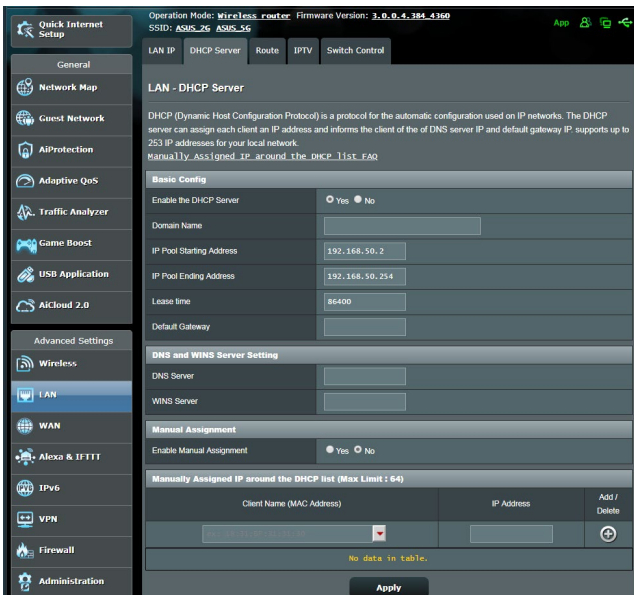 Quick Internet
Setup
General
Network Map
Guest Network
AiProtection
Adaptive QoS
Traffic Analyzer
Game Boost
USB Application
AiCloud 2.0
Advanced Settings
Wireless
LAN
WAN
Alexa & IFTTT
IPv6
VPN
Firewall
Administration
Operation Mode: Wireless router Firmware Version: 3.0.0.4.384_4360
SSID: ASUS_2G ASUS_5G
App
LAN IP DHCP Server Route IPTV Switch Control
LAN - DHCP Server
DHCP (Dynamic Host Configuration Protocol) is a protocol for the automatic configuration used on IP networks. The DHCP
server can assign each client an IP address and informs the client of the of DNS server IP and default gateway IP. supports up to
253 IP addresses for your local network.
Manually Assigned IP around the DHCP list FAQ
Basic Config
Enable the DHCP Server Yes No
Domain Name
IP Pool Starting Address 192.168.50.2
IP Pool Ending Address 192.168.50.254
Lease time 86400
Default Gateway
DNS and WINS Server Setting
DNS Server
WINS Server
Manual Assignment
Enable Manual Assignment Yes No
Manually Assigned IP around the DHCP list (Max Limit : 64)
Client Name (MAC Address) IP Address Add /
Delete
No data in table.
Apply